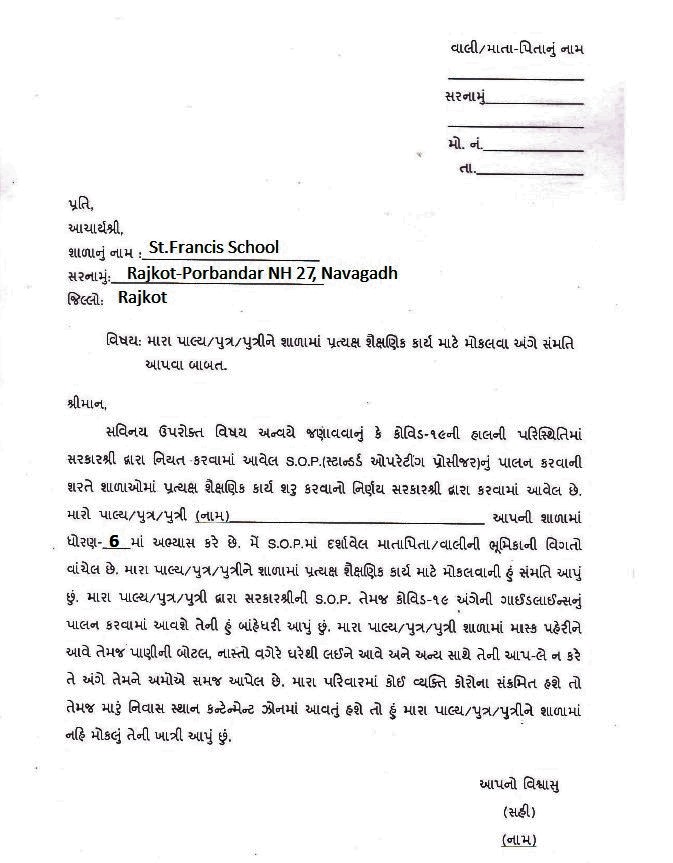 વાલી/માતા-પિતાનું નામ
સરનામું
મો. નં.
તા.
પ્રતિ,
આચાર્યશ્રી,
શાળાનું નામ : St.Francis School
સરનામું: Rajkot-Porbandar NH 27, Navagadh
જિલ્લો: Rajkot
વિષય: મારા પાલ્ય/પુત્ર/પુત્રીને શાળામાં પ્રત્યક્ષ શૈક્ષણિક કાર્ય માટે મોકલવા અંગે સંમતિ
આપવા બાબત.
શ્રીમાન,
સવિનય ઉપરોક્ત વિષય અન્વયે જણાવવાનું કે કોવિડ-૧૯ની હાલની પરિસ્થિતિમાં
સરકારશ્રી દ્વારા નિયત કરવામાં આવેલ S.O.P.(સ્ટાન્ડર્ડ ઓપરેટીંગ પ્રોસીજર)નું પાલન કરવાની
શરતે શાળાઓમાં પ્રત્યક્ષ શૈક્ષણિક કાર્ય શરુ કરવાનો નિર્ણય સરકારશ્રી દ્વારા કરવામાં આવેલ છે.
મારો પાલ્ય/પુત્ર/પુત્રી (નામ) આપની શાળામાં
ધોરણ- 6 માં અભ્યાસ કરે છે. મેં S.O.P.માં દર્શાવેલ માતાપિતા/વાલીની ભૂમિકાની વિગતો
વાંચેલ છે. મારા પાલ્ય/પુત્ર/પુત્રીને શાળામાં પ્રત્યક્ષ શૈક્ષણિક કાર્ય માટે મોકલવાની હું સંમતિ આપું
છું. મારા પાલ્ય/પુત્ર/પુત્રી દ્વારા સરકારશ્રીની S.O.P. તેમજ કોવિડ-૧૯ અંગેની ગાઈડલાઈન્સનું
પાલન કરવામાં આવશે તેની હું બાંહેધરી આપું છું. મારા પાલ્ય/પુત્ર/પુત્રી શાળામાં માસ્ક પહેરીને
આવે તેમજ પાણીની બોટલ, નાસ્તો વગેરે ઘરેથી લઈને આવે અને અન્ય સાથે તેની આપ-લે ન કરે
તે અંગે તેમને અમોએ સમજ આપેલ છે. મારા પરિવારમાં કોઈ વ્યક્તિ કોરોના સંક્રમિત હશે તો
તેમજ મારું નિવાસ સ્થાન કન્ટેન્મેન્ટ ઝોનમાં આવતું હશે તો હું મારા પાલ્ય/પુત્ર/પુત્રીને શાળામાં
નહિ મોકલું તેની ખાત્રી આપું છું.
આપનો વિશ્વાસુ
(સહી)
(નામ)